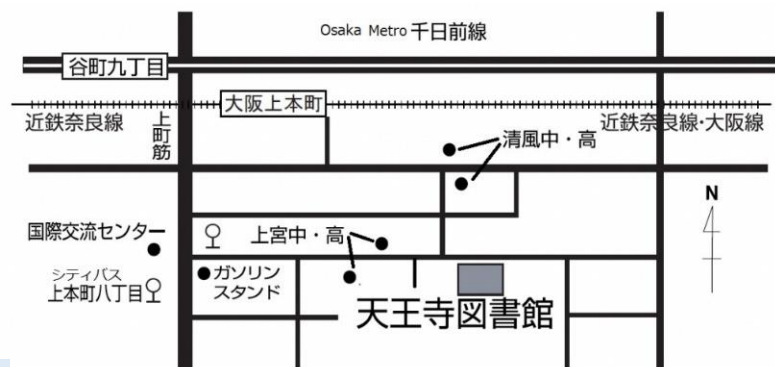 Osaka Metro 千日前線
谷町九丁目
大阪上本町
近鉄奈良線
上町筋
近鉄奈良線・大阪線
清風中・高
N
国際交流センター
上宮中・高
シティバス
上本町八丁目
ガソリン
スタンド
天王寺図書館